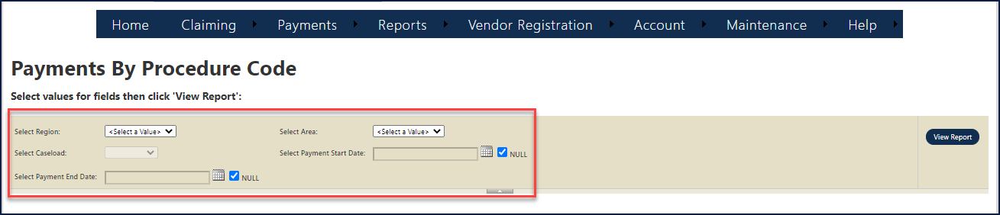 Home Claiming Payments Reports Vendor Registration Account Maintenance Help
Payments By Procedure Code
Select values for fields then click 'View Report':
Select Region: <Select a Value> Select Area: <Select a Value> View Report
Select Caseload: Select Payment Start Date: NULL
Select Payment End Date: NULL